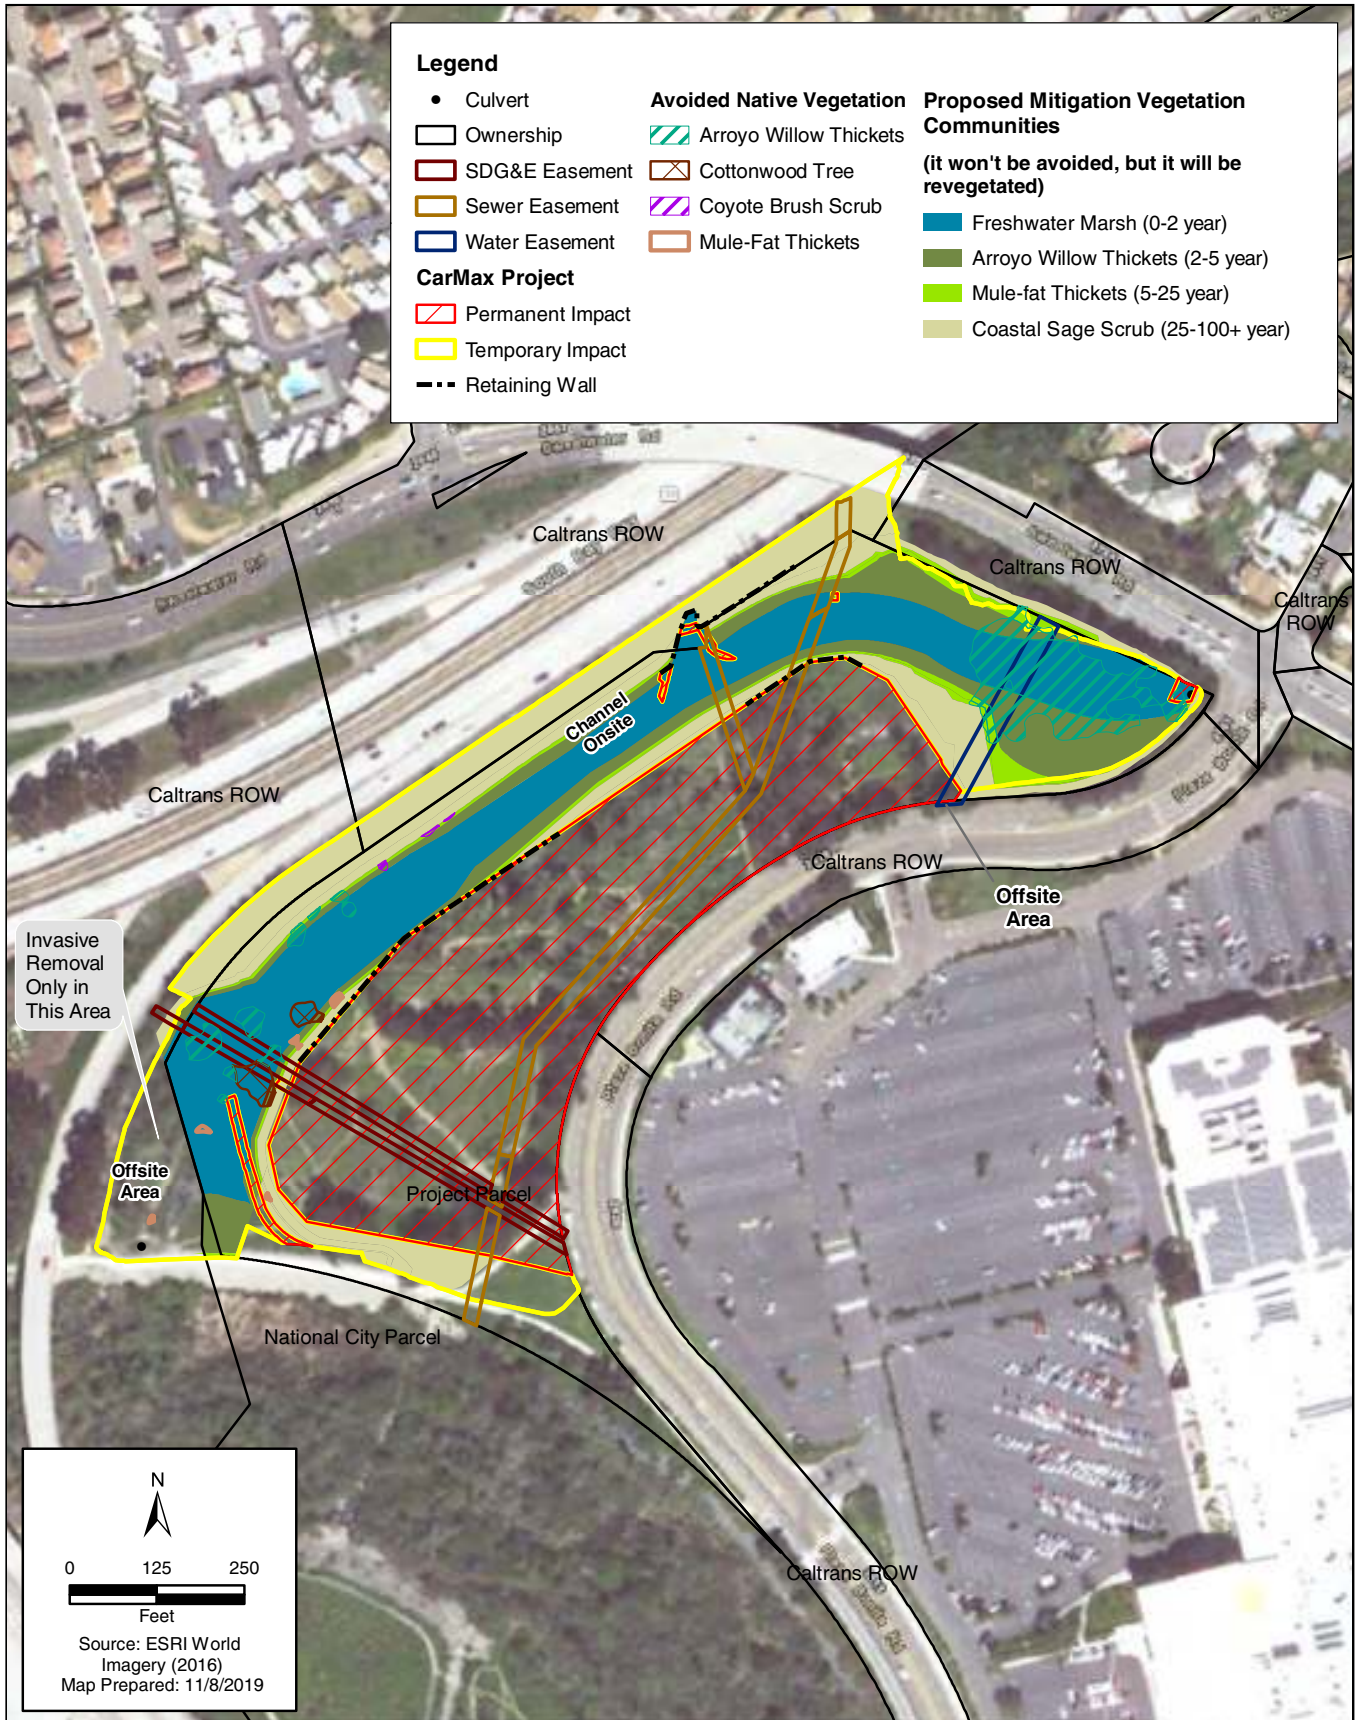 Legend
Culvert
Ownership
SDG&E Easement
Sewer Easement
Water Easement
CarMax Project
Permanent Impact
Temporary Impact
Retaining Wall
Avoided Native Vegetation
Arroyo Willow Thickets
Cottonwood Tree
Coyote Brush Scrub
Mule-Fat Thickets
Proposed Mitigation Vegetation
Communities
(it won't be avoided, but it will be
revegetated)
Freshwater Marsh (0-2 year)
Arroyo Willow Thickets (2-5 year)
Mule-fat Thickets (5-25 year)
Coastal Sage Scrub (25-100+ year)
Caltrans ROW
Caltrans ROW
Caltrans
ROW
Channel
Onsite
Caltrans ROW
Caltrans ROW
Offsite
Area
Invasive
Removal
Only in
This Area
Offsite
Area
Project Parcel
National City Parcel
Caltrans ROW
N
0 125 250
Feet
Source: ESRI World
Imagery (2016)
Map Prepared: 11/8/2019